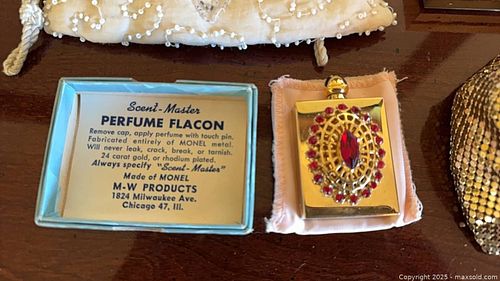 Scent-Master
PERFUME FLACON
Remove cap, apply perfume with touch pin.
Fabricated entirely of MONEL metal.
Will never leak, crack, break, or tarnish.
24 carat gold, or rhodium plated.
Always specify "Scent-Master"
Made of MONEL
M-W PRODUCTS
1824 Milwaukee Ave.
Chicago 47, Ill.
Copyright © 2025 - maxsold.com